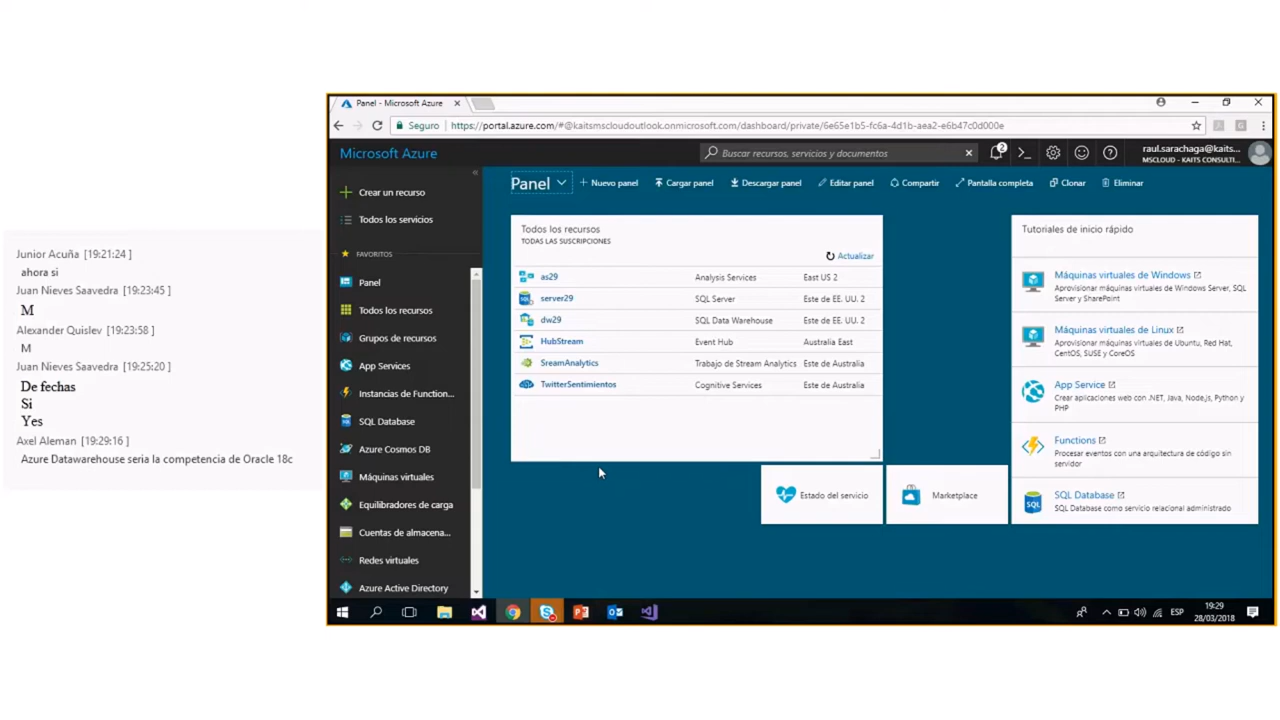 Junior Acuña [19:21:24 ]
ahora si
Juan Nieves Saavedra [19:23:45 ]
M
Alexander Quislev [19:23:58 ]
M
Juan Nieves Saavedra [19:25:20 ]
De fechas
Si
Yes
Axel Aleman [19:29:16 ]
Azure Datawarehouse seria la competencia de Oracle 18c
Panel - Microsoft Azure
Seguro
https://portal.azure.com/#@kaitsmscloudoutlook.onmicrosoft.com/dashboard/private/6e65e1b5-fc6a-4d1b-aea2-e6b47c0d000e
Microsoft Azure
Buscar recursos, servicios y documentos
2
raul.sarachaga@kaits...
MSCLOUD - KAITS CONSULTI...
Crear un recurso
Todos los servicios
FAVORITOS
Panel
Todos los recursos
Grupos de recursos
App Services
Instancias de Function...
SQL Database
Azure Cosmos DB
Máquinas virtuales
Equilibradores de carga
Cuentas de almacena...
Redes virtuales
Azure Active Directory
Panel
Nuevo panel
Cargar panel
Descargar panel
Editar panel
Compartir
Pantalla completa
Clonar
Eliminar
Todos los recursos
TODAS LAS SUSCRIPCIONES
Actualizar
as29 Analysis Services East US 2
server29 SQL Server Este de EE. UU. 2
dw29 SQL Data Warehouse Este de EE. UU. 2
HubStream Event Hub Australia East
SreamAnalytics Trabajo de Stream Analytics Este de Australia
TwitterSentimientos Cognitive Services Este de Australia
Estado del servicio
Marketplace
Tutoriales de inicio rápido
Máquinas virtuales de Windows
Aprovisionar máquinas virtuales de Windows Server, SQL
Server y SharePoint
Máquinas virtuales de Linux
Aprovisionar máquinas virtuales de Ubuntu, Red Hat,
CentOS, SUSE y CoreOS
App Service
Crear aplicaciones web con .NET, Java, Node.js, Python y
PHP
Functions
Procesar eventos con una arquitectura de código sin
servidor
SQL Database
SQL Database como servicio relacional administrado
ESP
19:29
28/03/2018